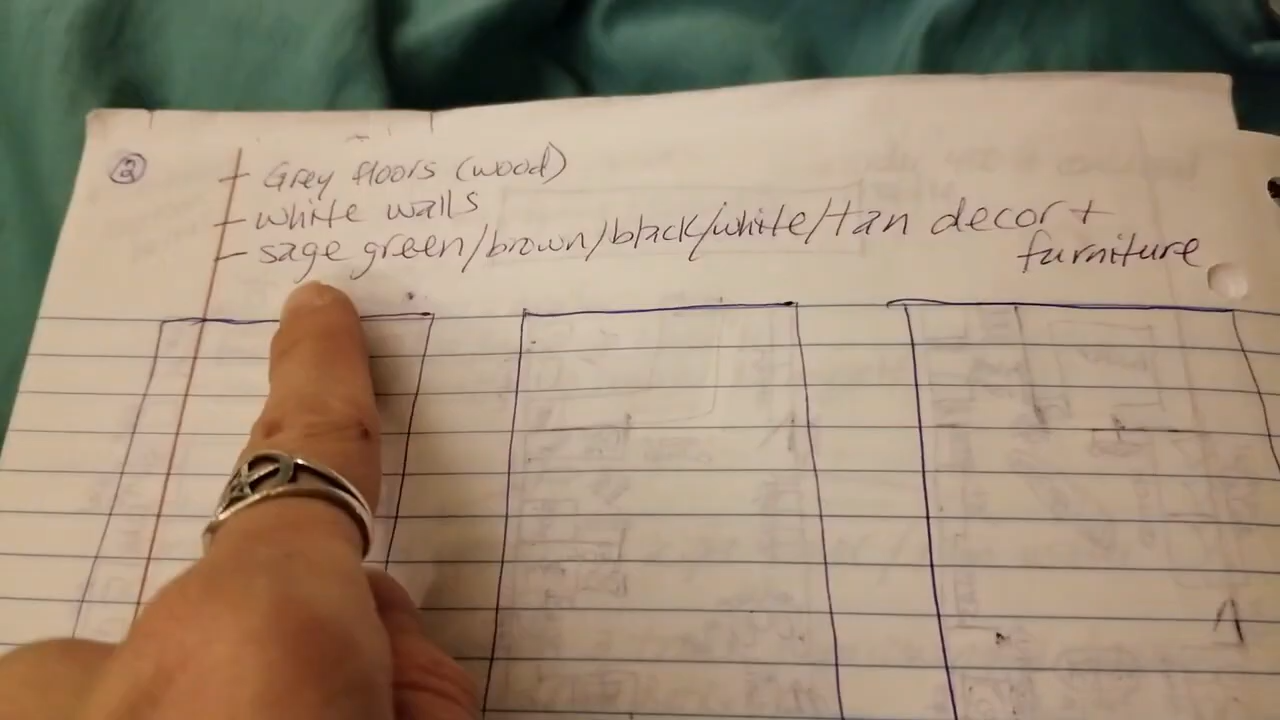 ②
- Grey floors (wood)
- white walls
- sage green/brown/black/white/tan decor +
furniture